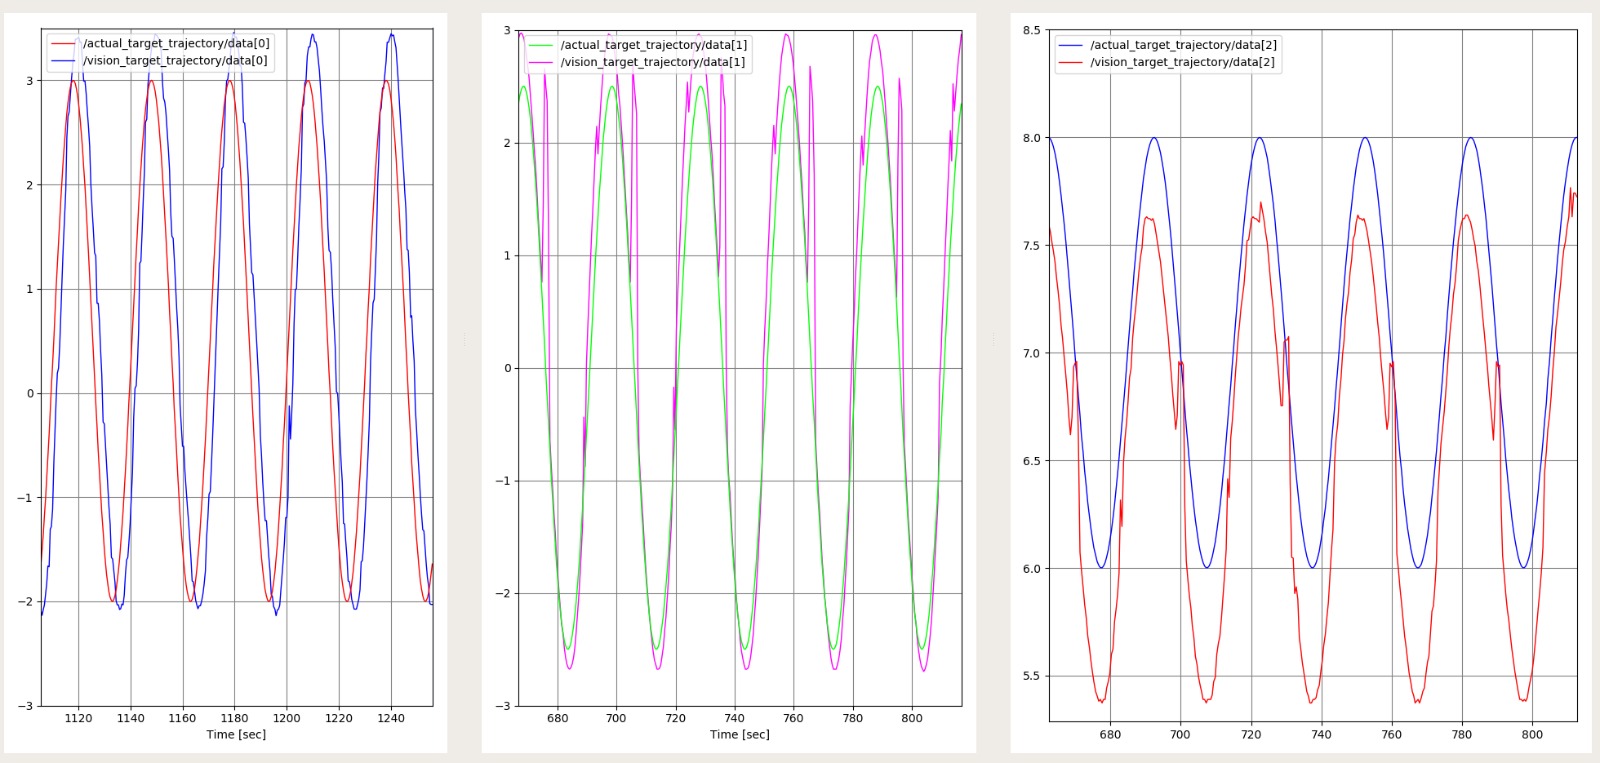 /actual_target_trajectory/data[0]
/vision_target_trajectory/data[0]
3
2
1
0
−1
−2
−3
1120 1140 1160 1180 1200 1220 1240
Time [sec]
/actual_target_trajectory/data[1]
/vision_target_trajectory/data[1]
3
2
1
0
−1
−2
−3
680 700 720 740 760 780 800
Time [sec]
/actual_target_trajectory/data[2]
/vision_target_trajectory/data[2]
8.5
8.0
7.5
7.0
6.5
6.0
5.5
680 700 720 740 760 780 800